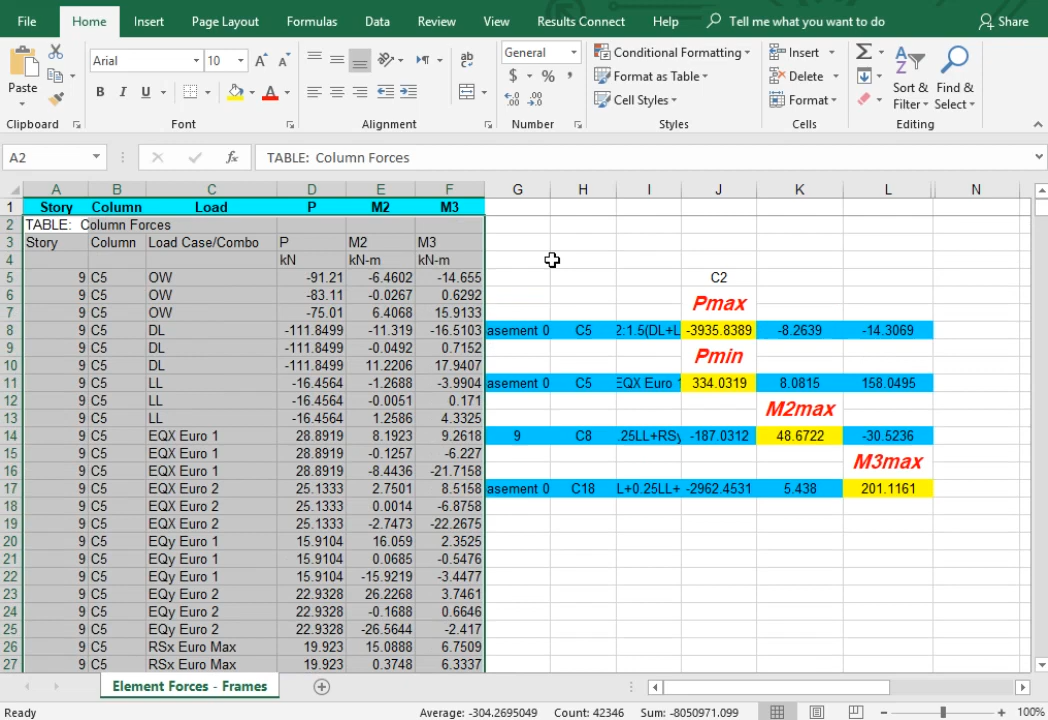 File Home Insert Page Layout Formulas Data Review View Results Connect Help Tell me what you want to do Share
Arial 10 General Conditional Formatting Insert
Paste B I U $ % Format as Table Delete Sort & Find &
Cell Styles Format Filter Select
Clipboard Font Alignment Number Styles Cells Editing
A2 fx TABLE: Column Forces
A B C D E F G H I J K L N
1 Story Column Load P M2 M3
2 TABLE: Column Forces
3 Story Column Load Case/Combo P M2 M3
4 kN kN-m kN-m
5 9 C5 OW -91.21 -6.4602 -14.655 C2
6 9 C5 OW -83.11 -0.0267 0.6292 Pmax
7 9 C5 OW -75.01 6.4068 15.9133
8 9 C5 DL -111.8499 -11.319 -16.5103 asement 0 C5 2:1.5(DL+L -3935.8389 -8.2639 -14.3069
9 9 C5 DL -111.8499 -0.0492 0.7152 Pmin
10 9 C5 DL -111.8499 11.2206 17.9407
11 9 C5 LL -16.4564 -1.2688 -3.9904 asement 0 C5 EQX Euro 334.0319 8.0815 158.0495
12 9 C5 LL -16.4564 -0.0051 0.171 M2max
13 9 C5 LL -16.4564 1.2586 4.3325
14 9 C5 EQX Euro 1 28.8919 8.1923 9.2618 9 C8 .25LL+RSy -187.0312 48.6722 -30.5236
15 9 C5 EQX Euro 1 28.8919 -0.1257 -6.227 M3max
16 9 C5 EQX Euro 1 28.8919 -8.4436 -21.7158
17 9 C5 EQX Euro 2 25.1333 2.7501 8.5158 asement 0 C18 L+0.25LL+ -2962.4531 5.438 201.1161
18 9 C5 EQX Euro 2 25.1333 0.0014 -6.8758
19 9 C5 EQX Euro 2 25.1333 -2.7473 -22.2675
20 9 C5 EQy Euro 1 15.9104 16.059 2.3525
21 9 C5 EQy Euro 1 15.9104 0.0685 -0.5476
22 9 C5 EQy Euro 1 15.9104 -15.9219 -3.4477
23 9 C5 EQy Euro 2 22.9328 26.2268 3.7461
24 9 C5 EQy Euro 2 22.9328 -0.1688 0.6646
25 9 C5 EQy Euro 2 22.9328 -26.5644 -2.417
26 9 C5 RSx Euro Max 19.923 15.0888 6.7509
27 9 C5 RSx Euro Max 19.923 0.3748 6.3337
Element Forces - Frames
Ready Average: -304.2695049 Count: 42346 Sum: -8050971.099 100%